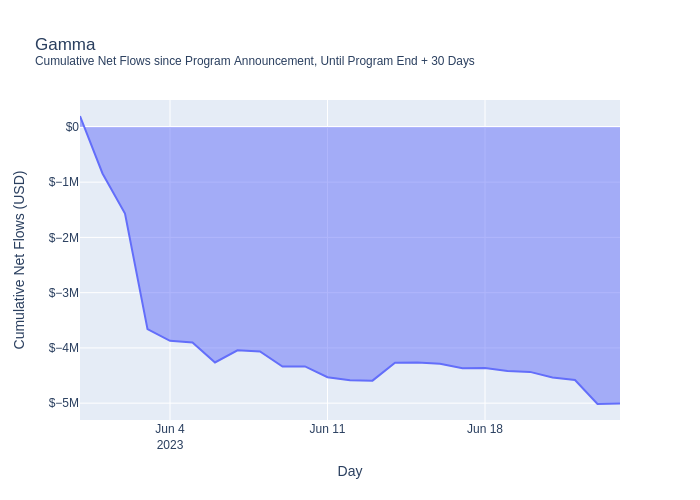 Gamma
Cumulative Net Flows since Program Announcement, Until Program End + 30 Days
Cumulative Net Flows (USD)
$0
$−1M
$−2M
$−3M
$−4M
$−5M
Jun 4
2023
Jun 11
Jun 18
Day